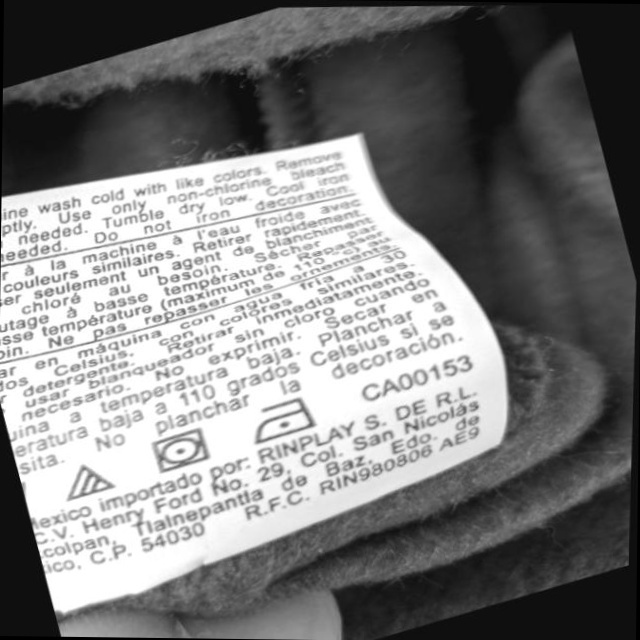 ine wash cold with like colors. Remove
ptly. Use only non-chlorine bleach
needed. Tumble dry low. Cool iron
needed. Do not iron decoration.
r à la machine à l'eau froide avec
couleurs similaires. Retirer rapidement.
er seulement un agent de blanchiment
chloré au besoin. Sécher par
utage à basse température. Repasser
sse température (maximum 110 C) au
oin. Ne pas repasser les ornements.
ar en máquina con agua fría a 30
dos Celsius, con colores similares.
detergente. Retirar inmediatamente.
usar blanqueador sin cloro cuando
necesario. No exprimir. Secar en
uina a temperatura baja. Planchar a
eratura baja a 110 grados Celsius si se
sita. No planchar la decoración.
CA00153
Mexico importado por: RINPLAY S. DE R.L.
C.V. Henry Ford No. 29, Col. San Nicolás
colpan, Tlalnepantla de Baz, Edo. de
ico, C.P. 54030 R.F.C. RIN980806 AE9